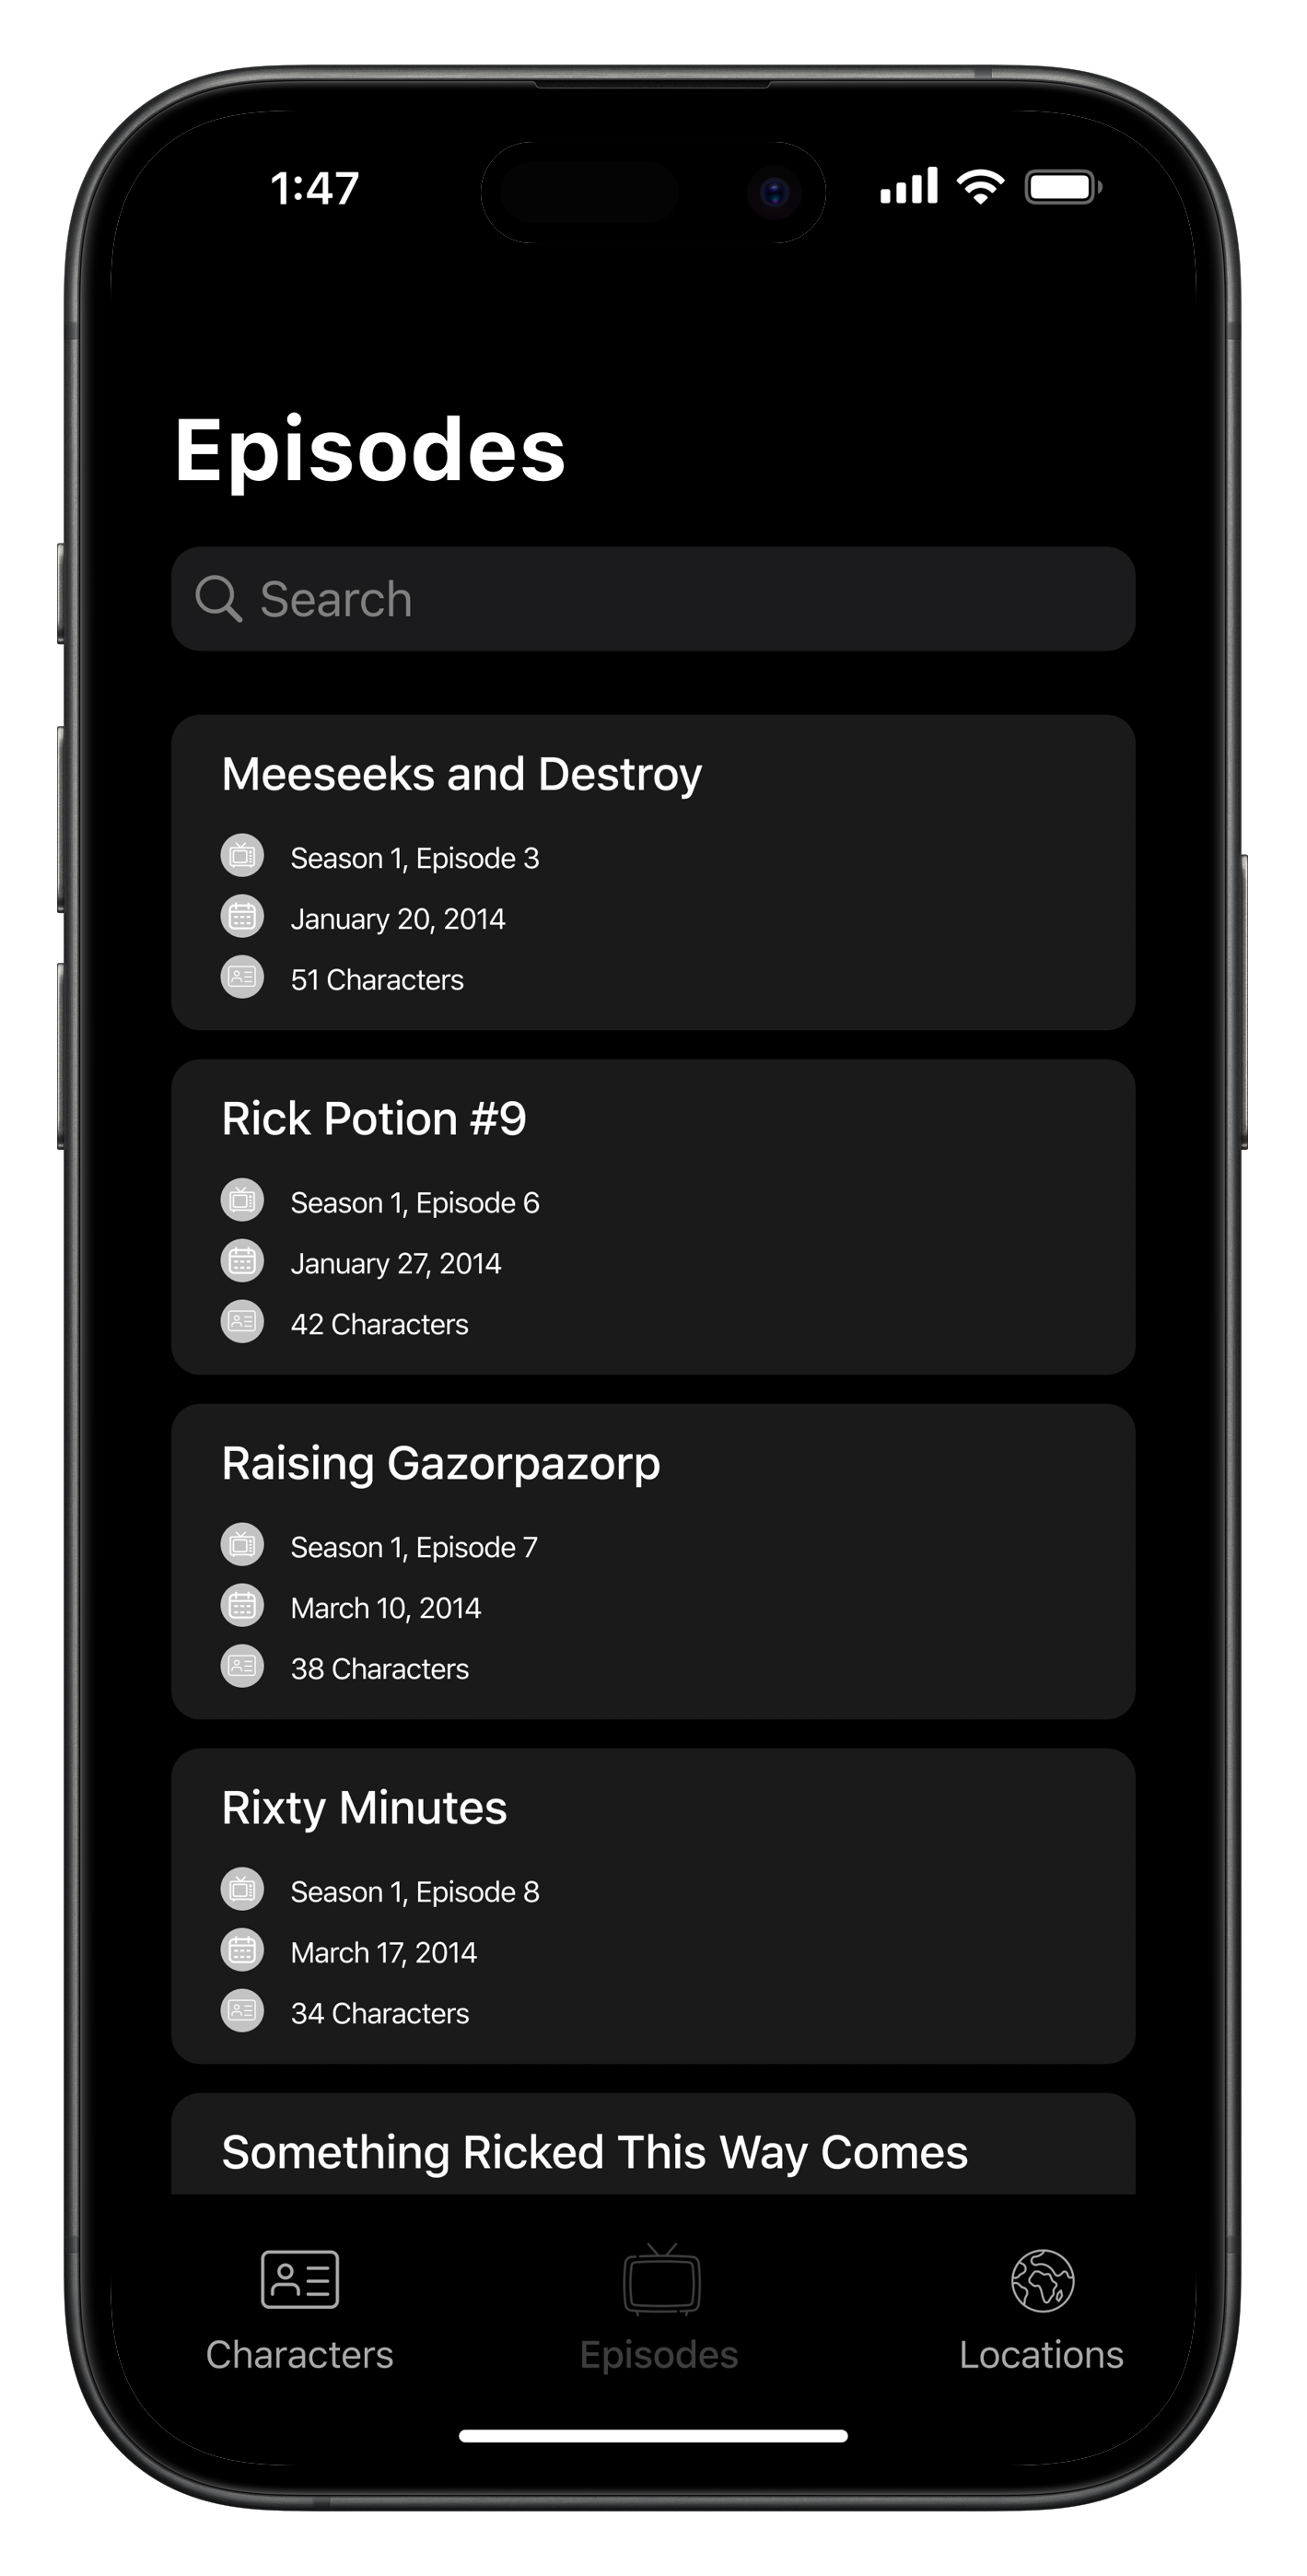 1:47
Episodes
Search
Meeseeks and Destroy
Season 1, Episode 3
January 20, 2014
51 Characters
Rick Potion #9
Season 1, Episode 6
January 27, 2014
42 Characters
Raising Gazorpazorp
Season 1, Episode 7
March 10, 2014
38 Characters
Rixty Minutes
Season 1, Episode 8
March 17, 2014
34 Characters
Something Ricked This Way Comes
Characters Episodes Locations